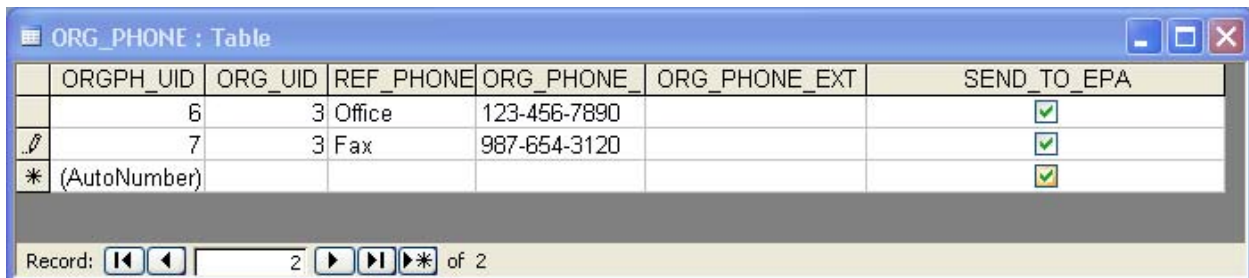 ORG_PHONE : Table
ORGPH_UID ORG_UID REF_PHONE ORG_PHONE_ ORG_PHONE_EXT SEND_TO_EPA
6 3 Office 123-456-7890
7 3 Fax 987-654-3120
(AutoNumber)
Record: 2 of 2